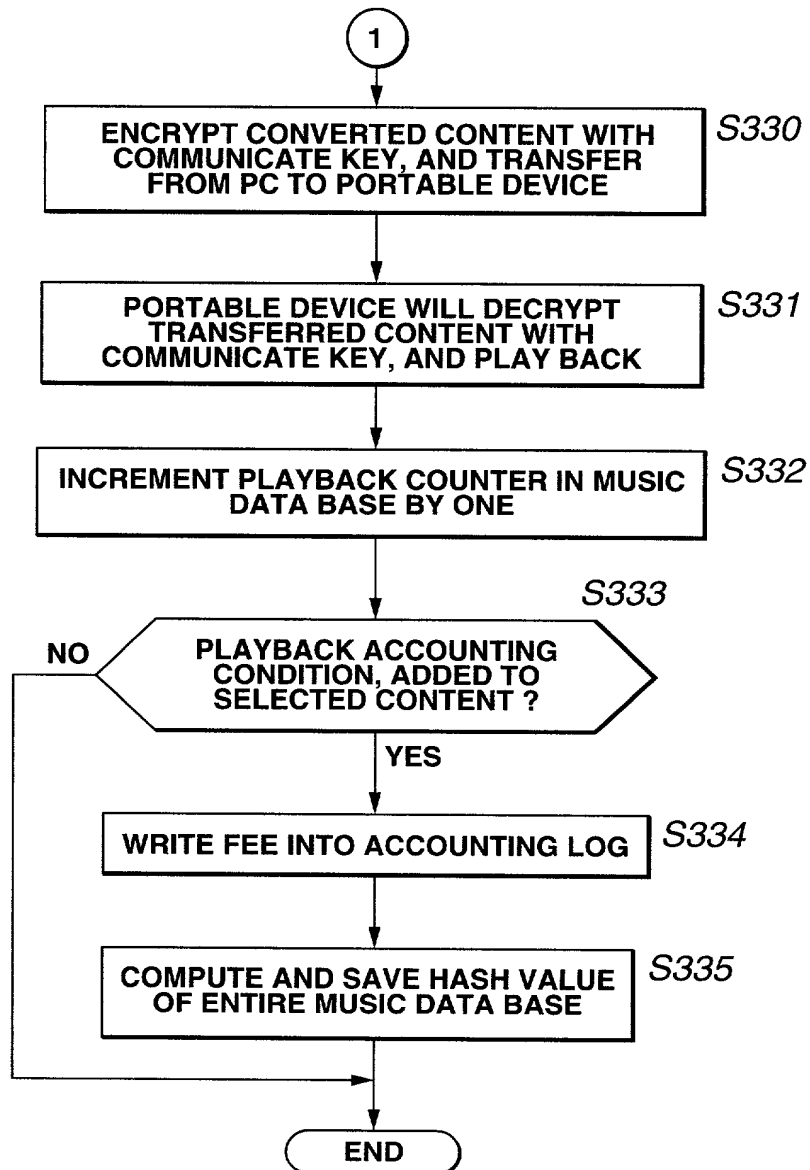 1
ENCRYPT CONVERTED CONTENT WITH
COMMUNICATE KEY, AND TRANSFER
FROM PC TO PORTABLE DEVICE
S330
PORTABLE DEVICE WILL DECRYPT
TRANSFERRED CONTENT WITH
COMMUNICATE KEY, AND PLAY BACK
S331
INCREMENT PLAYBACK COUNTER IN MUSIC
DATA BASE BY ONE
S332
S333
PLAYBACK ACCOUNTING
CONDITION, ADDED TO
SELECTED CONTENT ?
NO
YES
WRITE FEE INTO ACCOUNTING LOG
S334
COMPUTE AND SAVE HASH VALUE
OF ENTIRE MUSIC DATA BASE
S335
END